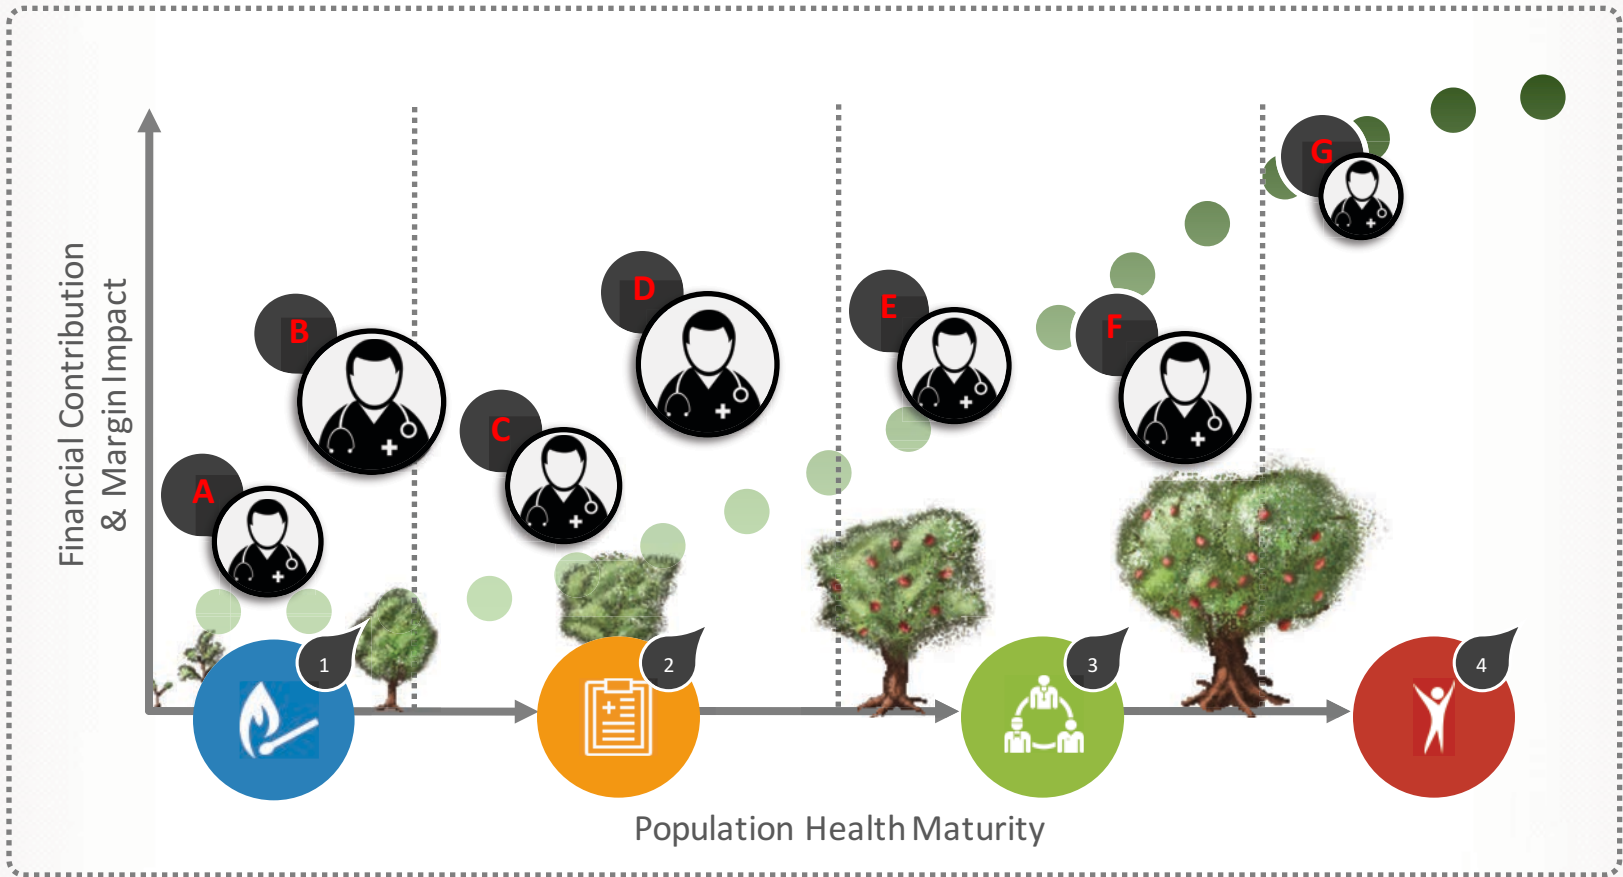 Financial Contribution
& Margin Impact
A
B
C
D
E
F
G
1
2
3
4
Population Health Maturity